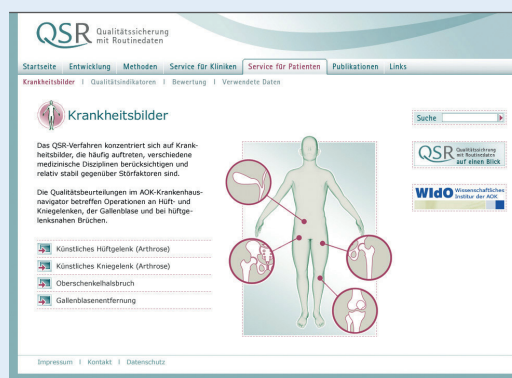 QSR Qualitätssicherung
mit Routinedaten
Startseite Entwicklung Methoden Service für Kliniken Service für Patienten Publikationen Links
Krankheitsbilder | Qualitätsindikatoren | Bewertung | Verwendete Daten
Krankheitsbilder
Das QSR-Verfahren konzentriert sich auf Krank-
heitsbilder, die häufig auftreten, verschiedene
medizinische Disziplinen berücksichtigen und
relativ stabil gegenüber Störfaktoren sind.
Die Qualitätsbeurteilungen im AOK-Krankenhaus-
navigator betreffen Operationen an Hüft- und
Kniegelenken, der Gallenblase und bei hüftge-
lenksnahen Brüchen.
Künstliches Hüftgelenk (Arthrose)
Künstliches Kniegelenk (Arthrose)
Oberschenkelhalsbruch
Gallenblasenentfernung
Suche
QSR Qualitätssicherung
mit Routinedaten
auf einen Blick
WIdO Wissenschaftliches
Institut der AOK
Impressum | Kontakt | Datenschutz